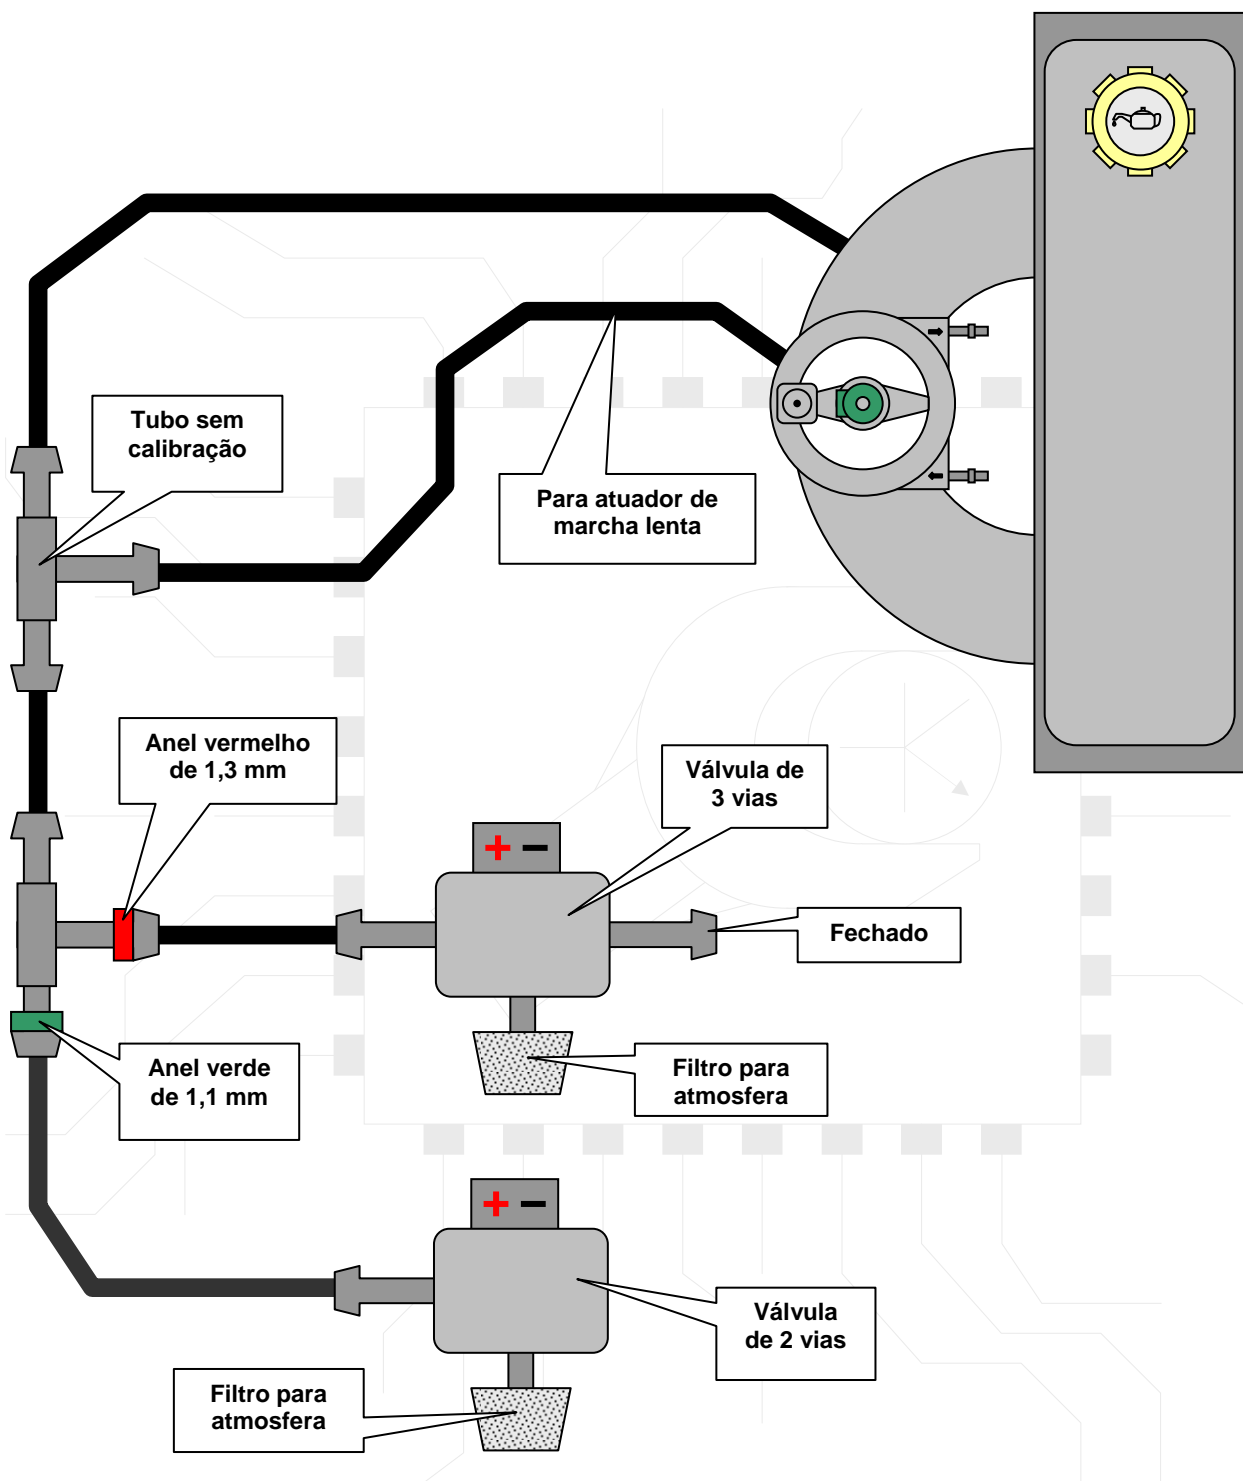 Tubo sem
calibração
Para atuador de
marcha lenta
Anel vermelho
de 1,3 mm
Válvula de
3 vias
+ −
Fechado
Anel verde
de 1,1 mm
Filtro para
atmosfera
+ −
Válvula
de 2 vias
Filtro para
atmosfera